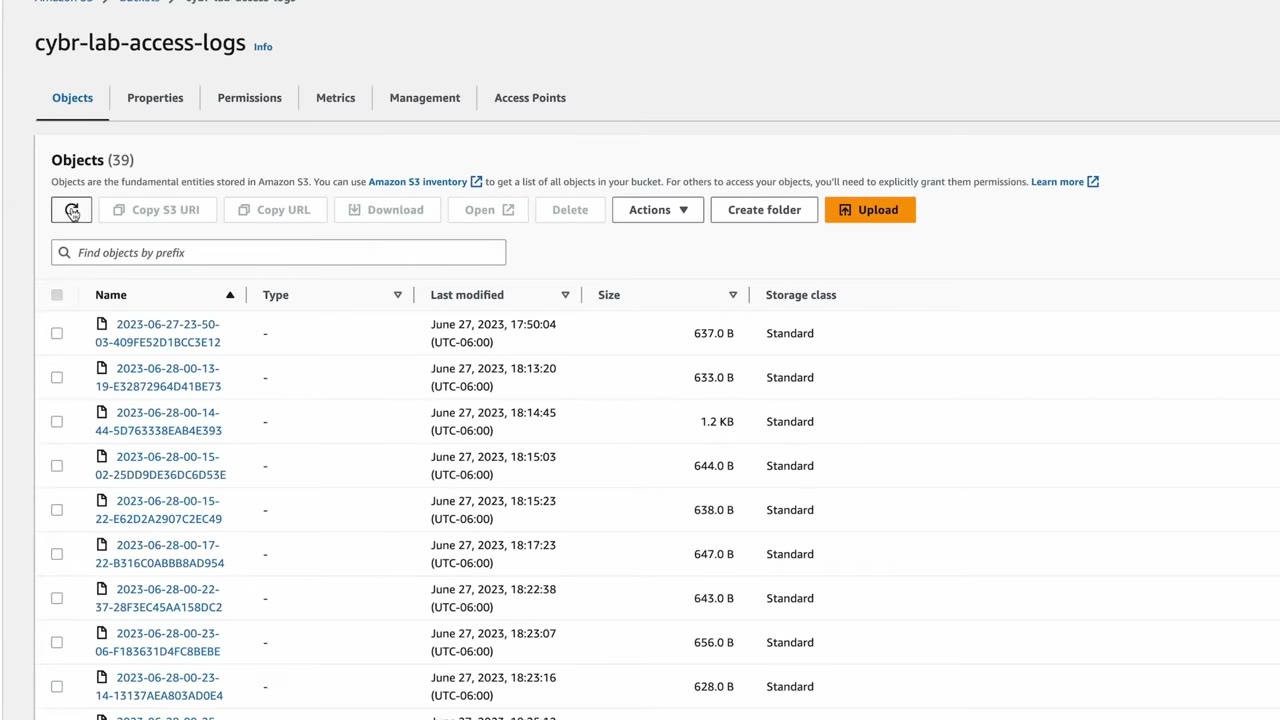 Amazon S3 > Buckets > cybr-lab-access-logs
cybr-lab-access-logs Info
Objects Properties Permissions Metrics Management Access Points
Objects (39)
Objects are the fundamental entities stored in Amazon S3. You can use Amazon S3 inventory to get a list of all objects in your bucket. For others to access your objects, you'll need to explicitly grant them permissions. Learn more
Copy S3 URI Copy URL Download Open Delete Actions Create folder Upload
Find objects by prefix
Name Type Last modified Size Storage class
2023-06-27-23-50- June 27, 2023, 17:50:04
03-409FE52D1BCC3E12 - (UTC-06:00) 637.0 B Standard
2023-06-28-00-13- June 27, 2023, 18:13:20
19-E32872964D41BE73 - (UTC-06:00) 633.0 B Standard
2023-06-28-00-14- June 27, 2023, 18:14:45
44-5D763338EAB4E393 - (UTC-06:00) 1.2 KB Standard
2023-06-28-00-15- June 27, 2023, 18:15:03
02-25DD9DE36DC6D53E - (UTC-06:00) 644.0 B Standard
2023-06-28-00-15- June 27, 2023, 18:15:23
22-E62D2A2907C2EC49 - (UTC-06:00) 638.0 B Standard
2023-06-28-00-17- June 27, 2023, 18:17:23
22-B316C0ABBB8AD954 - (UTC-06:00) 647.0 B Standard
2023-06-28-00-22- June 27, 2023, 18:22:38
37-28F3EC45AA158DC2 - (UTC-06:00) 643.0 B Standard
2023-06-28-00-23- June 27, 2023, 18:23:07
06-F183631D4FC8BEBE - (UTC-06:00) 656.0 B Standard
2023-06-28-00-23- June 27, 2023, 18:23:16
14-13137AEA803AD0E4 - (UTC-06:00) 628.0 B Standard